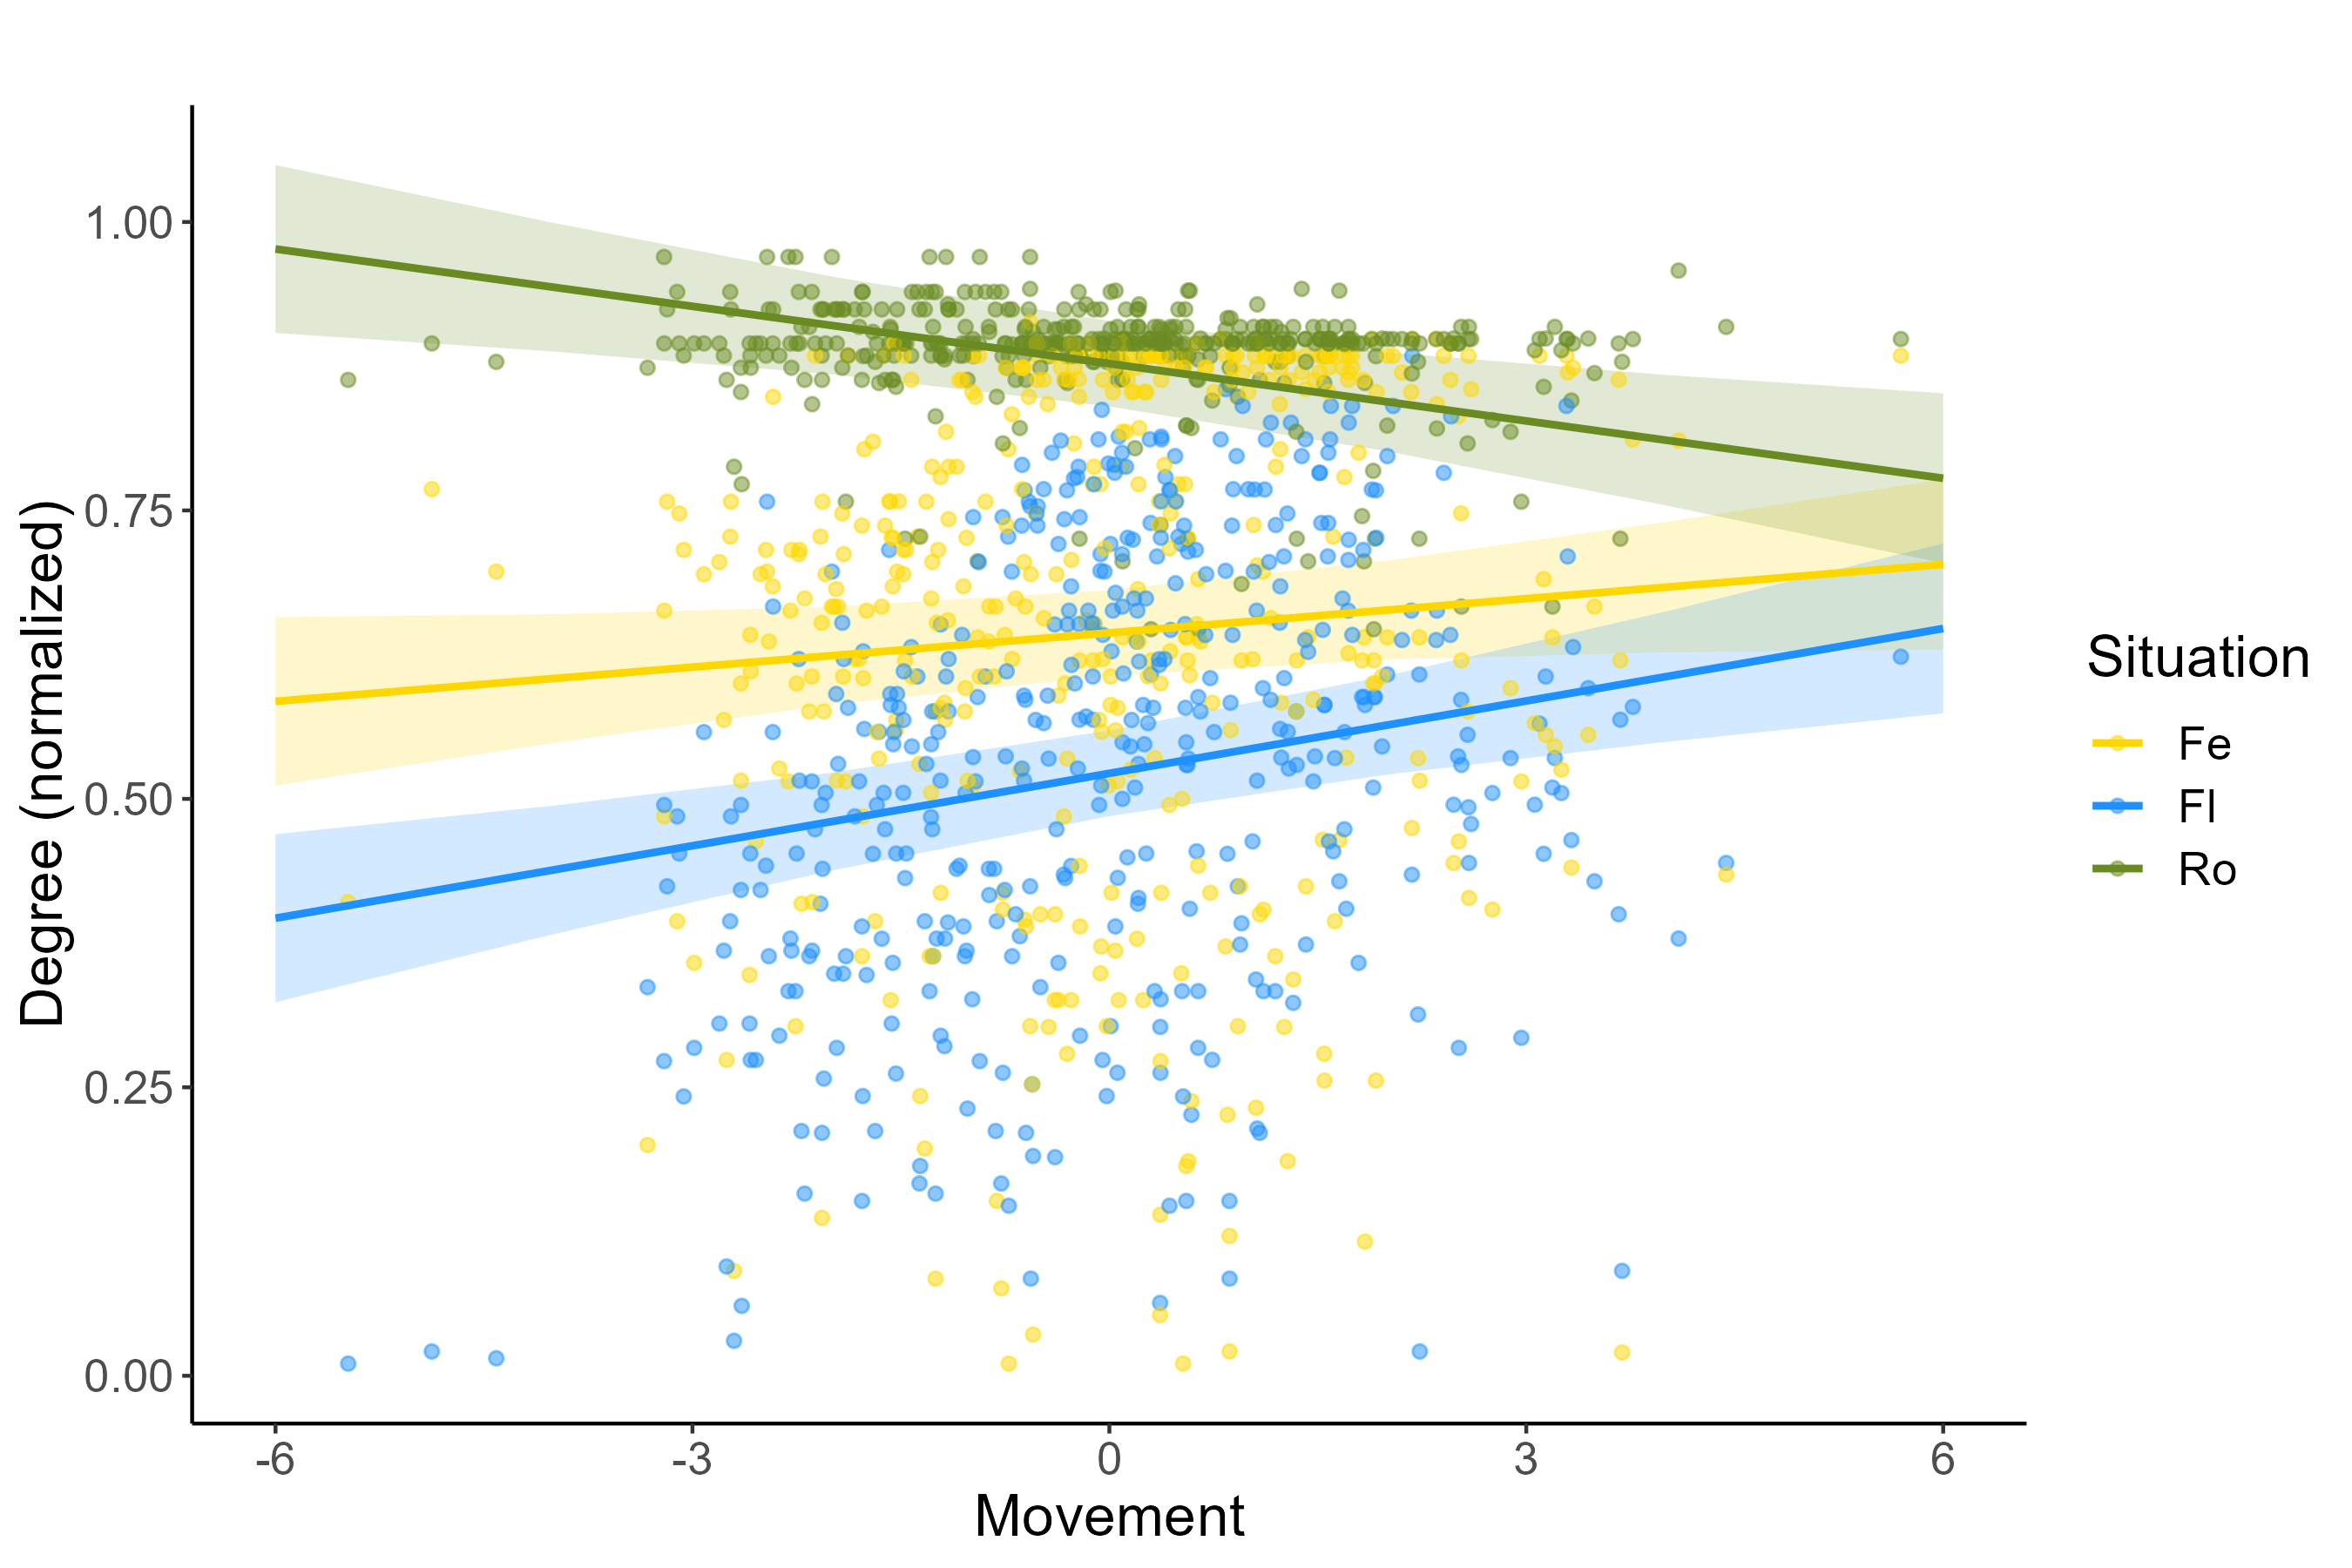 Degree (normalized)
1.00
0.75
0.50
0.25
0.00
-6
-3
0
3
6
Movement
Situation
Fe
Fl
Ro